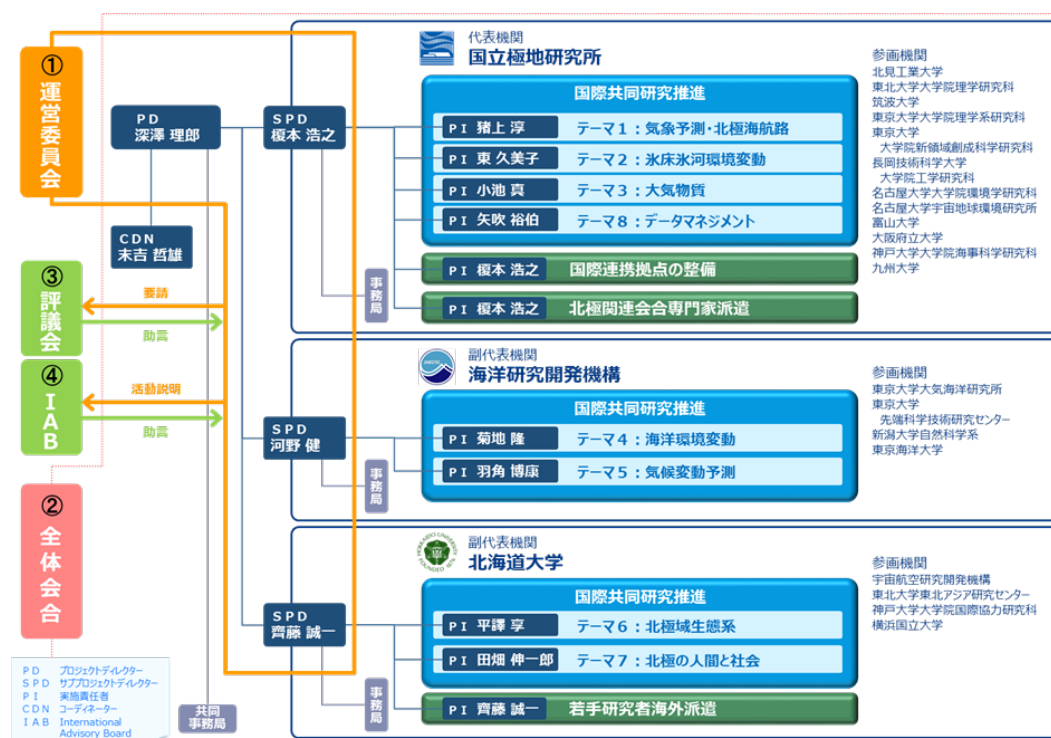 ①
運営委員会
③
評議会
④
IAB
②
全体会合
要請
助言
活動説明
助言
PD
深澤 理郎
CDN
末吉 哲雄
SPD
榎本 浩之
事務局
代表機関
国立極地研究所
国際共同研究推進
PI 猪上 淳 テーマ1：気象予測・北極海航路
PI 東 久美子 テーマ2：氷床氷河環境変動
PI 小池 真 テーマ3：大気物質
PI 矢吹 裕伯 テーマ8：データマネジメント
PI 榎本 浩之 国際連携拠点の整備
PI 榎本 浩之 北極関連会合専門家派遣
参画機関
北見工業大学
東北大学大学院理学研究科
筑波大学
東京大学大学院理学系研究科
東京大学
大学院新領域創成科学研究科
長岡技術科学大学
大学院工学研究科
名古屋大学大学院環境学研究科
名古屋大学宇宙地球環境研究所
富山大学
大阪府立大学
神戸大学大学院海事科学研究科
九州大学
SPD
河野 健
事務局
副代表機関
海洋研究開発機構
国際共同研究推進
PI 菊地 隆 テーマ4：海洋環境変動
PI 羽角 博康 テーマ5：気候変動予測
参画機関
東京大学大気海洋研究所
東京大学
先端科学技術研究センター
新潟大学自然科学系
東京海洋大学
SPD
齊藤 誠一
事務局
副代表機関
北海道大学
国際共同研究推進
PI 平譯 享 テーマ6：北極域生態系
PI 田畑 伸一郎 テーマ7：北極の人間と社会
PI 齊藤 誠一 若手研究者海外派遣
参画機関
宇宙航空研究開発機構
東北大学東北アジア研究センター
神戸大学大学院国際協力研究科
横浜国立大学
PD プロジェクトディレクター
SPD サブプロジェクトディレクター
PI 実施責任者
CDN コーディネーター
IAB International
Advisory Board
共同
事務局